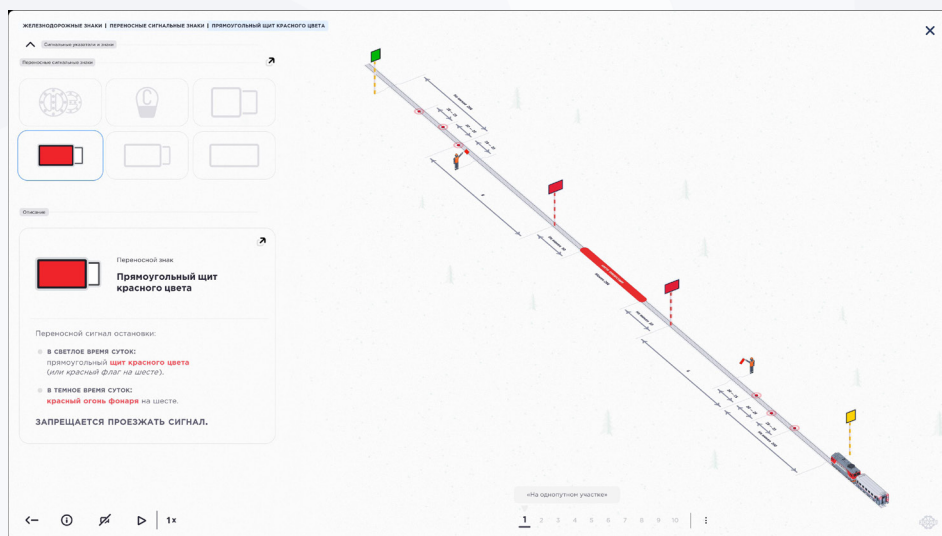 ЖЕЛЕЗНОДОРОЖНЫЕ ЗНАКИ | ПЕРЕНОСНЫЕ СИГНАЛЬНЫЕ ЗНАКИ | ПРЯМОУГОЛЬНЫЙ ЩИТ КРАСНОГО ЦВЕТА
Сигнальные указатели и знаки
Переносные сигнальные знаки
С
Описание
Переносной знак
Прямоугольный щит
красного цвета
Переносной сигнал остановки:
В СВЕТЛОЕ ВРЕМЯ СУТОК:
прямоугольный щит красного цвета
(или красный флаг на шесте).
В ТЕМНОЕ ВРЕМЯ СУТОК:
красный огонь фонаря на шесте.
ЗАПРЕЩАЕТСЯ ПРОЕЗЖАТЬ СИГНАЛ.
«На однопутном участке»
1x
1 2 3 4 5 6 7 8 9 10